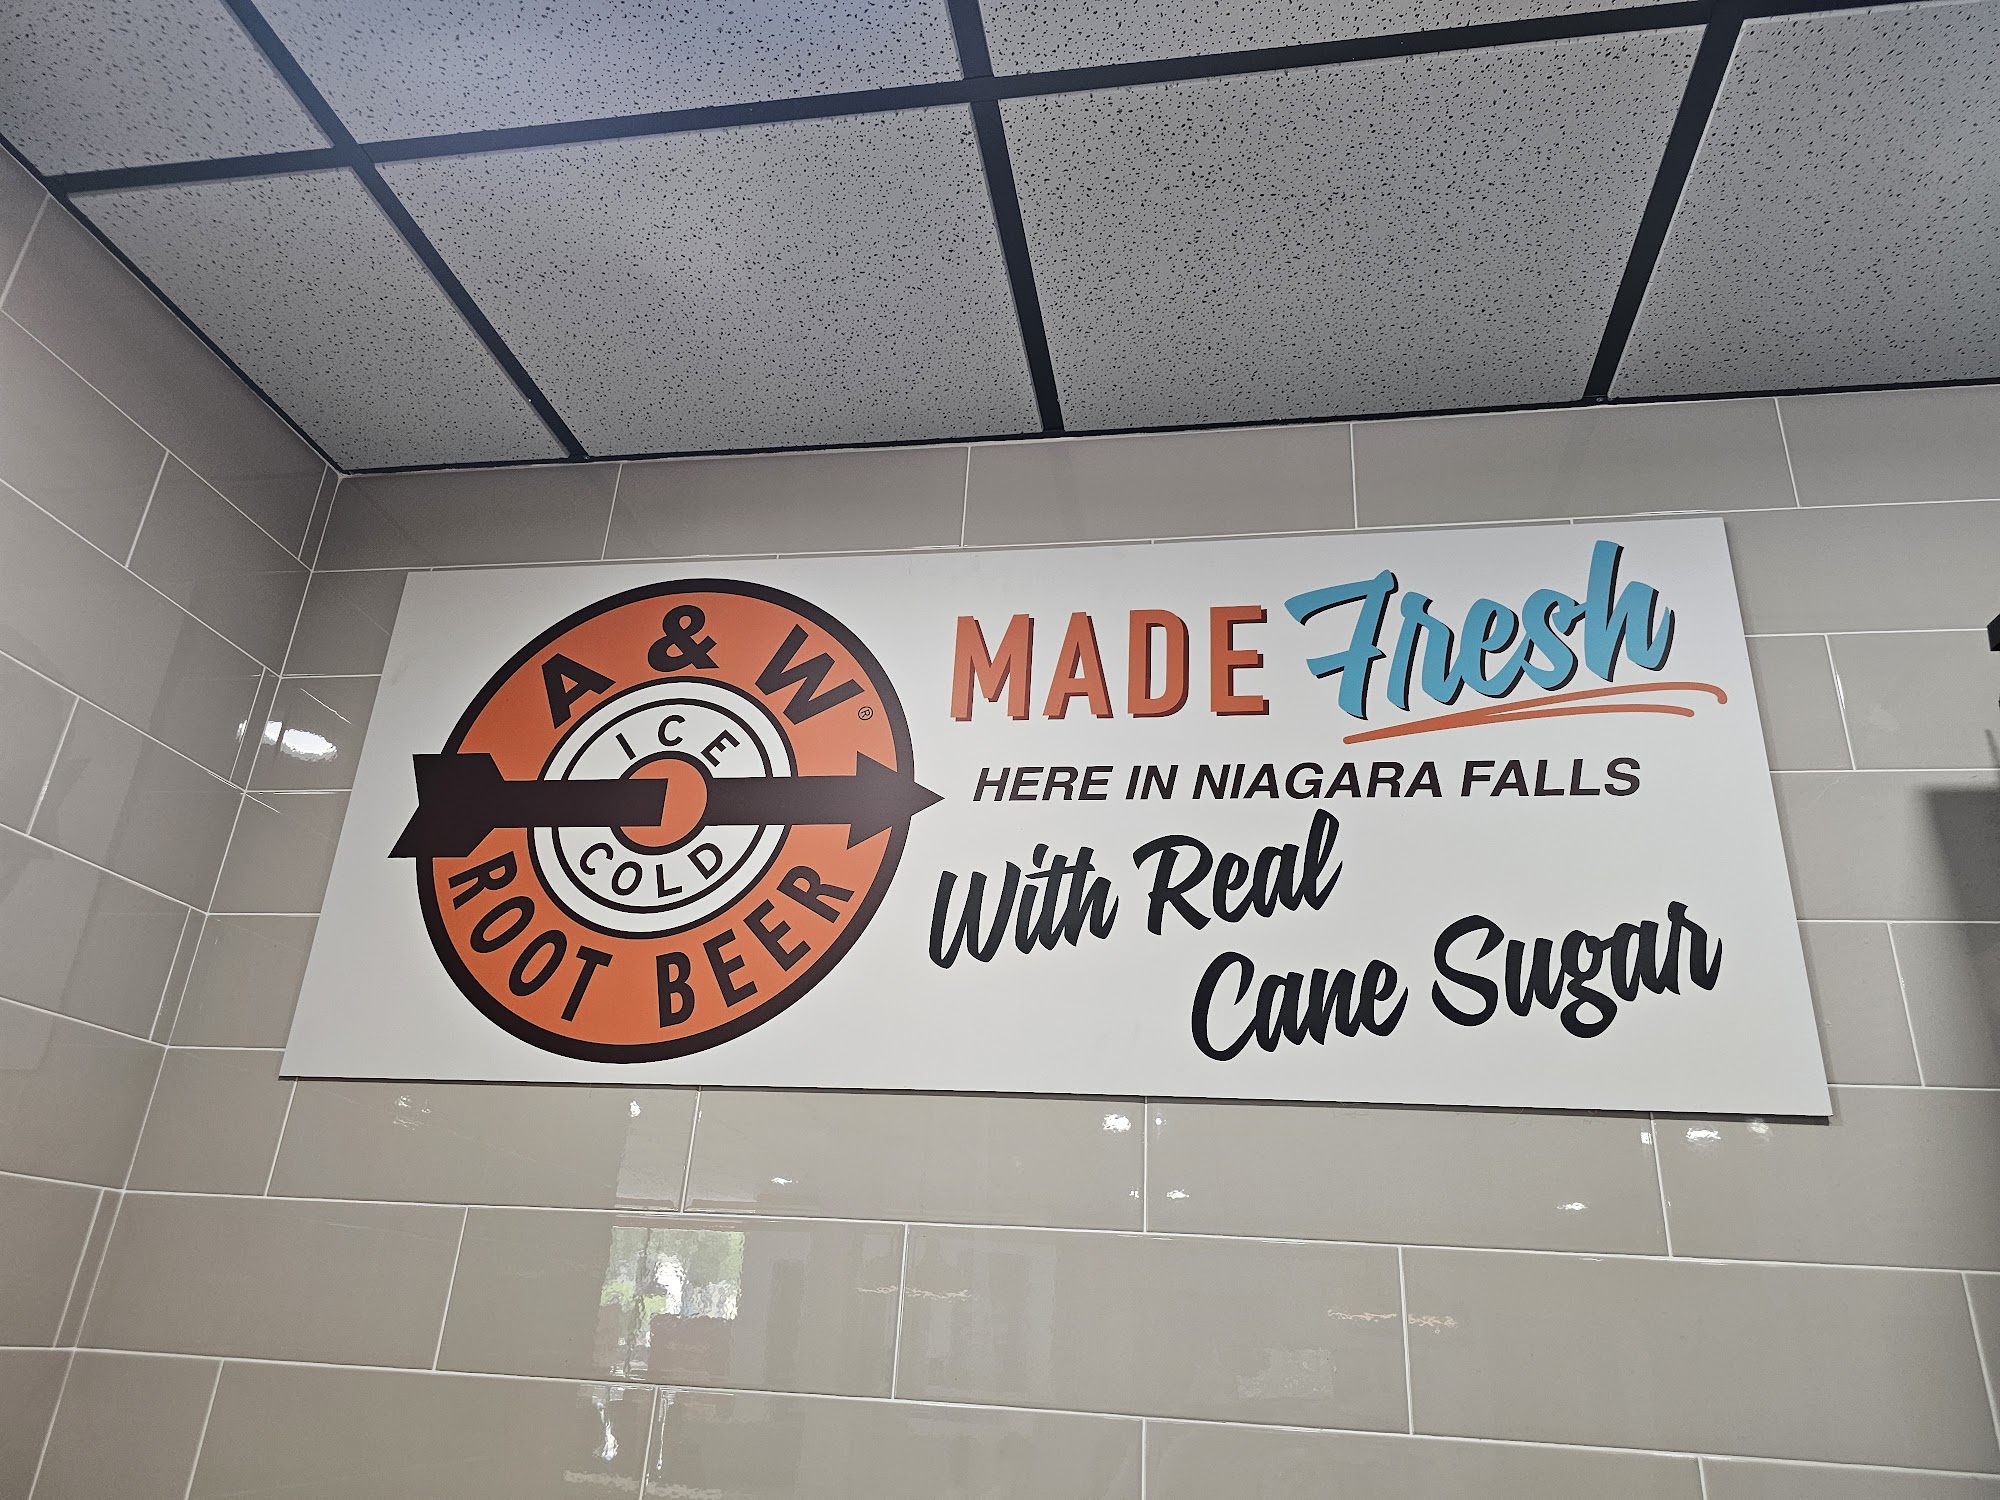 A & W®
ICE
COLD
ROOT BEER
MADE Fresh
HERE IN NIAGARA FALLS
With Real
Cane Sugar